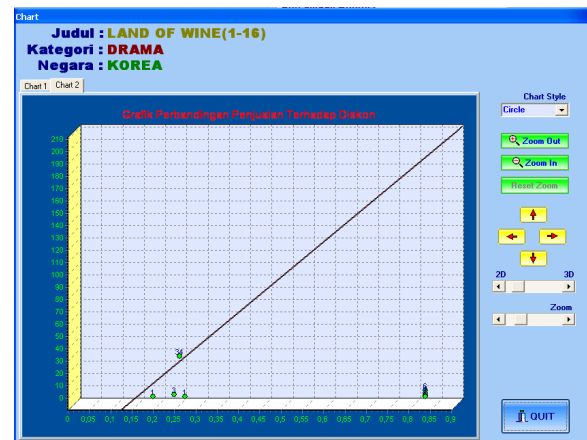 Chart
Judul : LAND OF WINE(1-16)
Kategori : DRAMA
Negara : KOREA
Chart 1 Chart 2
Chart Style
Circle
Grafik Perbandingan Penjualan Terhadap Diskon
Zoom Out
Zoom In
Reset Zoom
2D 3D
Zoom
QUIT
210
200
190
180
170
160
150
140
130
120
110
100
90
80
70
60
50
40
30
20
10
0
34
1 3 1
0 0,05 0,1 0,15 0,2 0,25 0,3 0,35 0,4 0,45 0,5 0,55 0,6 0,65 0,7 0,75 0,8 0,85 0,9